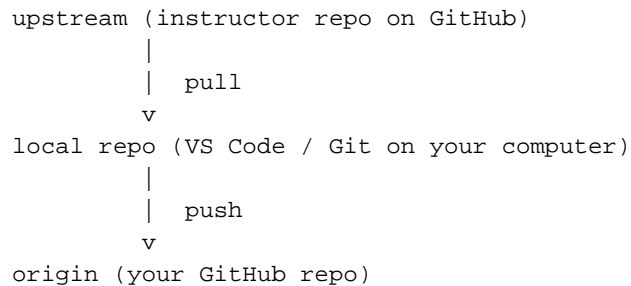 upstream (instructor repo on GitHub)
|
| pull
v
local repo (VS Code / Git on your computer)
|
| push
v
origin (your GitHub repo)